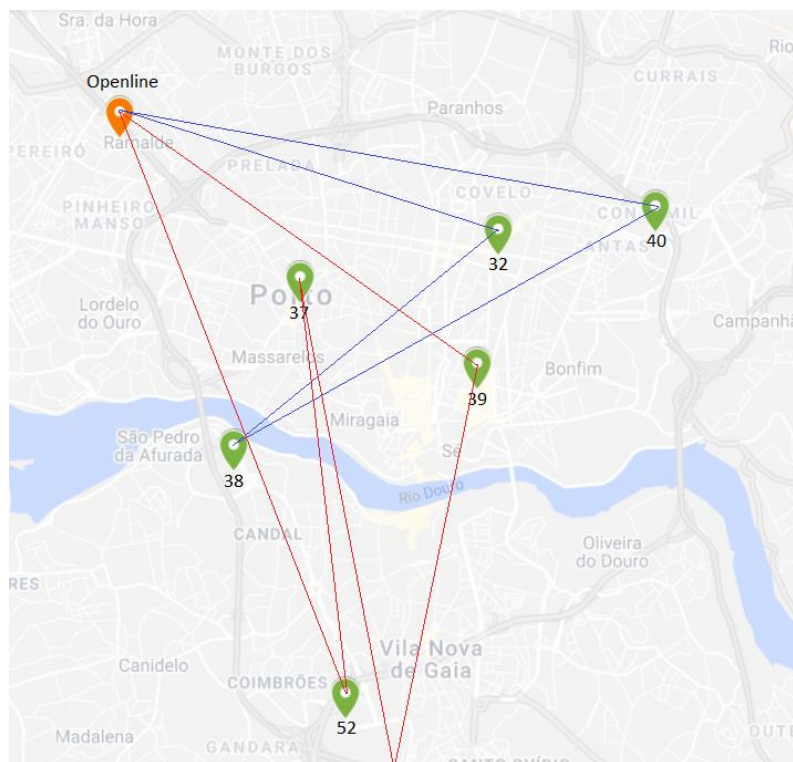 Sra. da Hora
MONTE DOS
BURGOS
Rio
CURRAIS
Openline
Paranhos
Ramalde
PEREIRÓ
PRELADA
COVELO
PINHEIRO
MANSO
ANTAS
40
32
Porto
37
Lordelo
do Ouro
Campanhã
Massarelos
Bonfim
39
Miragaia
São Pedro
da Afurada
Sé
38
Rio Douro
CANDAL
Oliveira
do Douro
RES
Vila Nova
de Gaia
Canidelo
COIMBRÕES
52
Madalena
GANDARA
OUTE